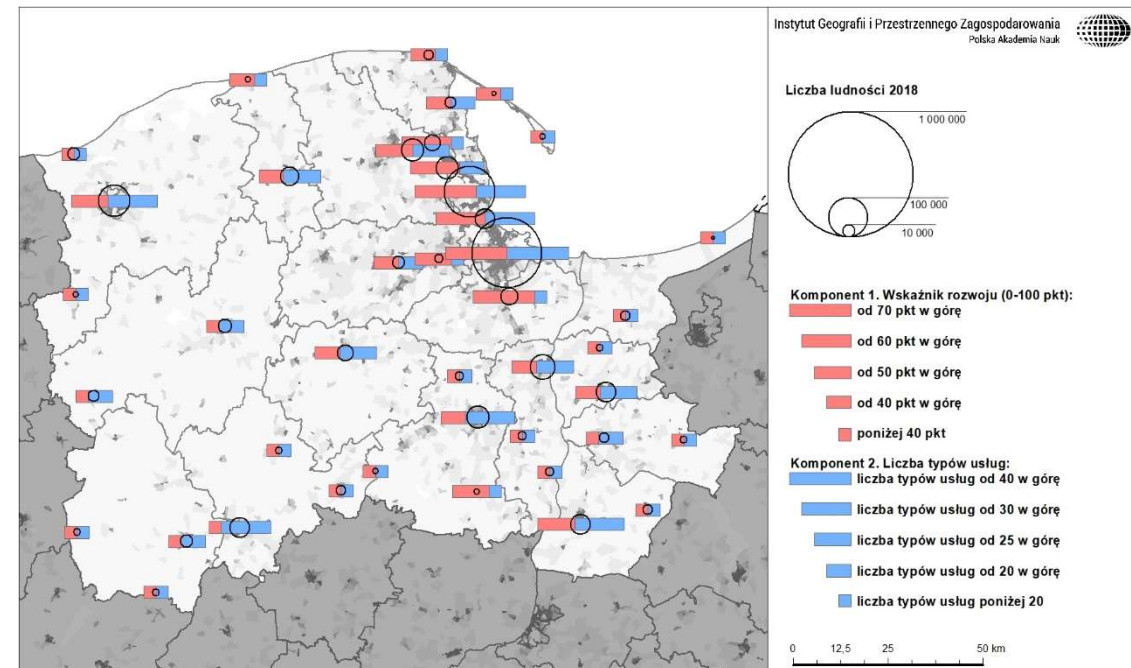 Instytut Geografii i Przestrzennego Zagospodarowania
Polska Akademia Nauk
Liczba ludności 2018
1 000 000
100 000
10 000
Komponent 1. Wskaźnik rozwoju (0-100 pkt):
od 70 pkt w górę
od 60 pkt w górę
od 50 pkt w górę
od 40 pkt w górę
poniżej 40 pkt
Komponent 2. Liczba typów usług:
liczba typów usług od 40 w górę
liczba typów usług od 30 w górę
liczba typów usług od 25 w górę
liczba typów usług od 20 w górę
liczba typów usług poniżej 20
0 12,5 25 50 km